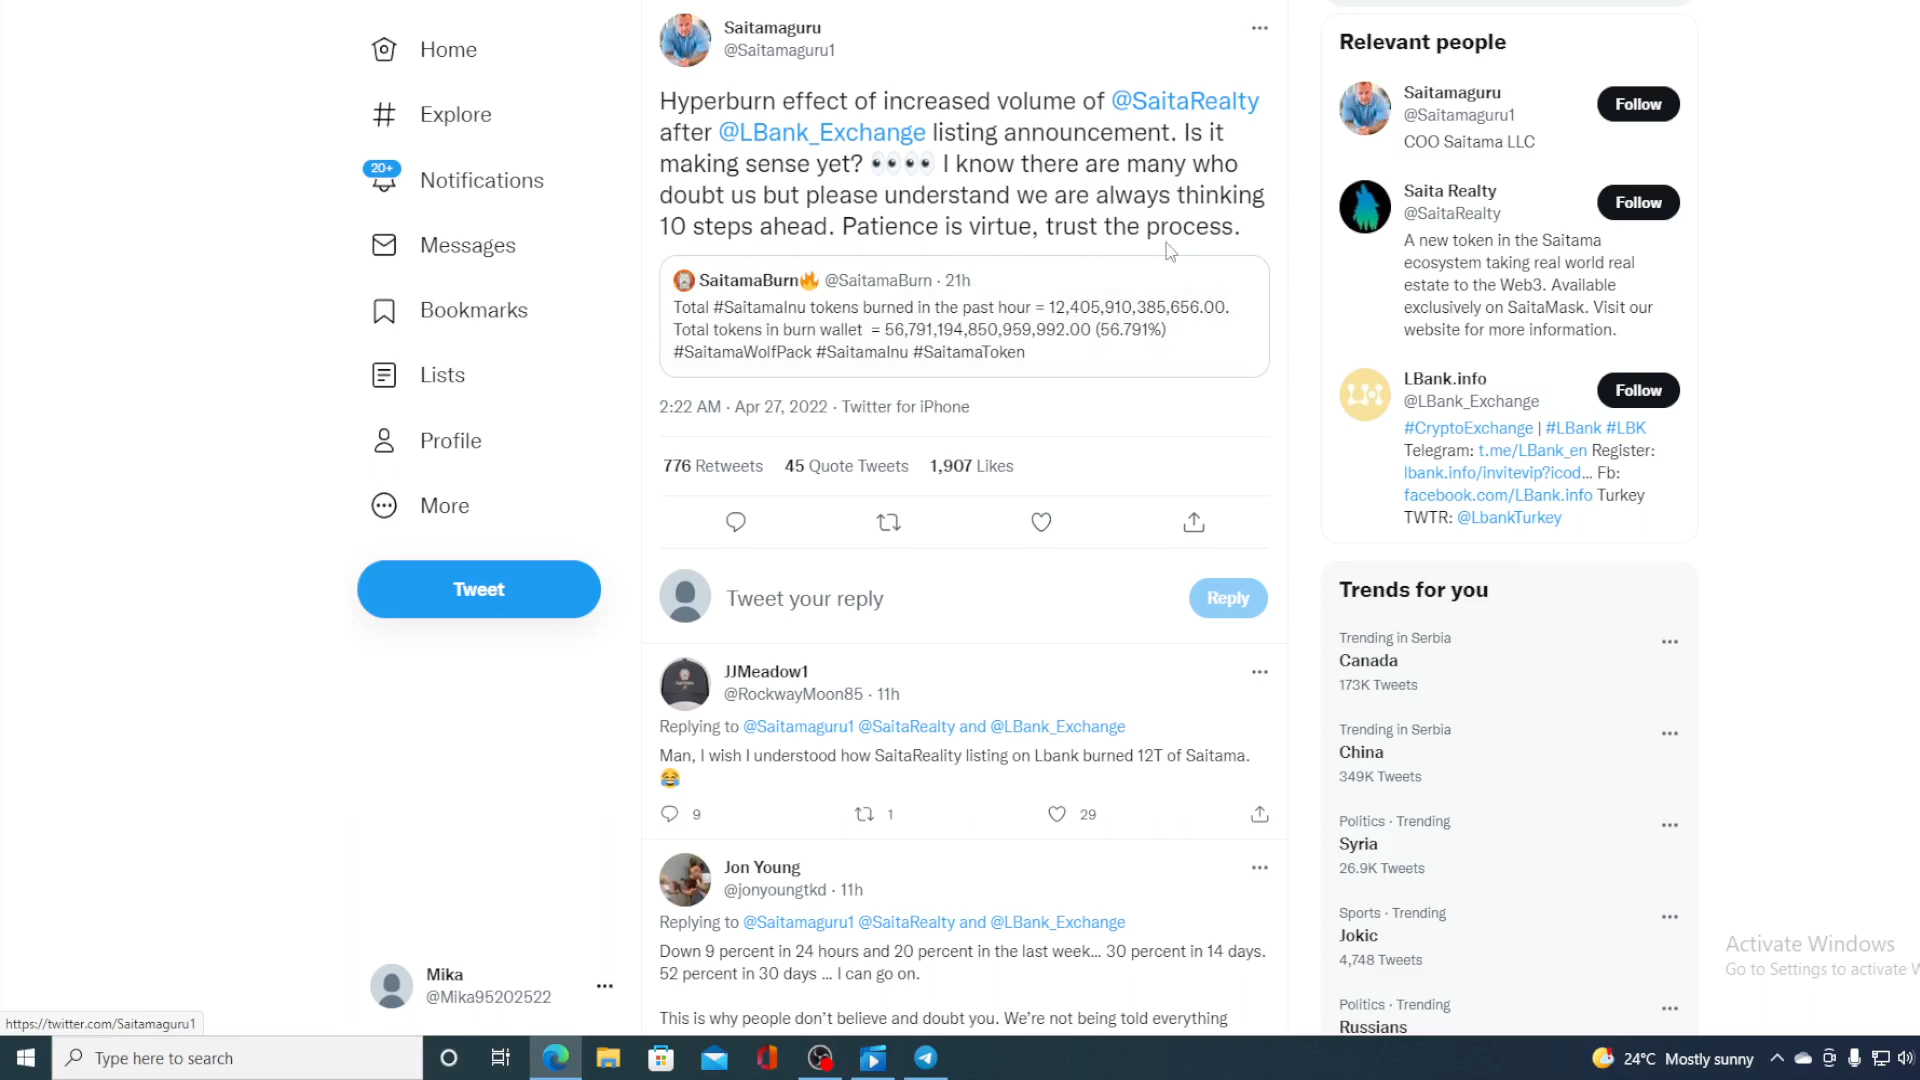 Home
Explore
20+
Notifications
Messages
Bookmarks
Lists
Profile
More
Tweet
Mika
@Mika95202522
https://twitter.com/Saitamaguru1
Saitamaguru
@Saitamaguru1
Hyperburn effect of increased volume of @SaitaRealty
after @LBank_Exchange listing announcement. Is it
making sense yet? 👀👀 I know there are many who
doubt us but please understand we are always thinking
10 steps ahead. Patience is virtue, trust the process.
SaitamaBurn🔥 @SaitamaBurn · 21h
Total #SaitamaInu tokens burned in the past hour = 12,405,910,385,656.00.
Total tokens in burn wallet = 56,791,194,850,959,992.00 (56.791%)
#SaitamaWolfPack #SaitamaInu #SaitamaToken
2:22 AM · Apr 27, 2022 · Twitter for iPhone
776 Retweets 45 Quote Tweets 1,907 Likes
Tweet your reply
Reply
JJMeadow1
@RockwayMoon85 · 11h
Replying to @Saitamaguru1 @SaitaRealty and @LBank_Exchange
Man, I wish I understood how SaitaReality listing on Lbank burned 12T of Saitama.
😂
9 1 29
Jon Young
@jonyoungtkd · 11h
Replying to @Saitamaguru1 @SaitaRealty and @LBank_Exchange
Down 9 percent in 24 hours and 20 percent in the last week... 30 percent in 14 days.
52 percent in 30 days ... I can go on.
This is why people don't believe and doubt you. We're not being told everything
Relevant people
Saitamaguru
@Saitamaguru1
Follow
COO Saitama LLC
Saita Realty
@SaitaRealty
Follow
A new token in the Saitama
ecosystem taking real world real
estate to the Web3. Available
exclusively on SaitaMask. Visit our
website for more information.
LBank.info
@LBank_Exchange
Follow
#CryptoExchange | #LBank #LBK
Telegram: t.me/LBank_en Register:
lbank.info/invitevip?icod... Fb:
facebook.com/LBank.info Turkey
TWTR: @LbankTurkey
Trends for you
Trending in Serbia
Canada
173K Tweets
Trending in Serbia
China
349K Tweets
Politics · Trending
Syria
26.9K Tweets
Sports · Trending
Jokic
4,748 Tweets
Politics · Trending
Russians
Activate Windows
Go to Settings to activate W
Type here to search
24°C Mostly sunny